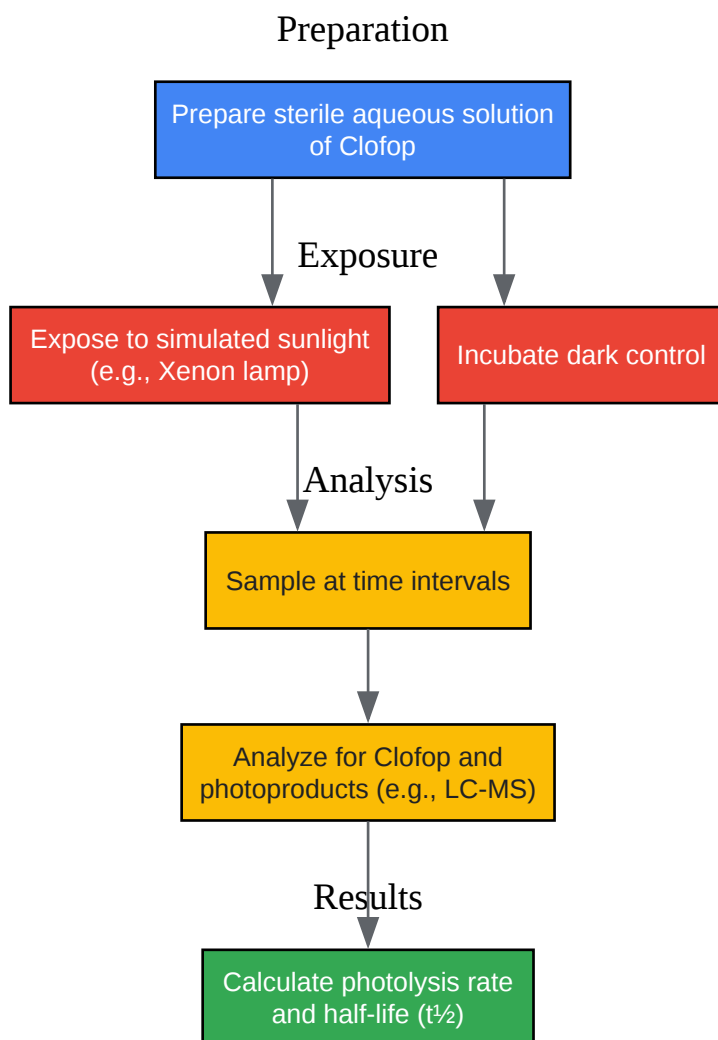 Preparation
Prepare sterile aqueous solution
of Clofop
Exposure
Expose to simulated sunlight
(e.g., Xenon lamp)
Incubate dark control
Analysis
Sample at time intervals
Analyze for Clofop and
photoproducts (e.g., LC-MS)
Results
Calculate photolysis rate
and half-life (t½)